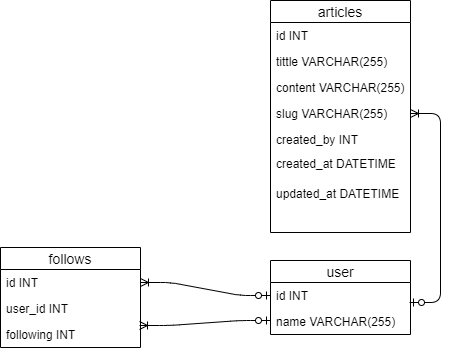 articles
id INT
tittle VARCHAR(255)
content VARCHAR(255)
slug VARCHAR(255)
created_by INT
created_at DATETIME
updated_at DATETIME
follows
id INT
user_id INT
following INT
user
id INT
name VARCHAR(255)